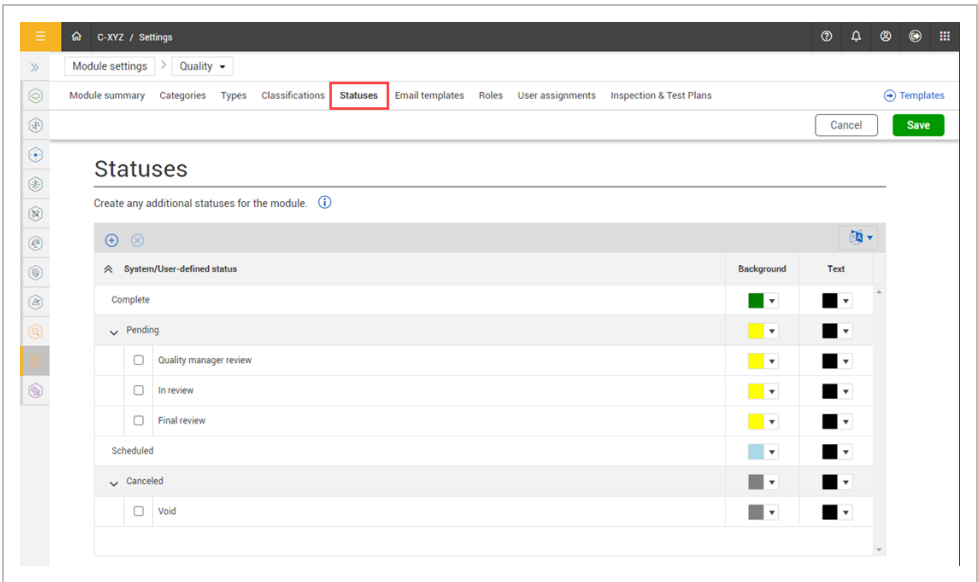 C-XYZ / Settings
Module settings > Quality
Module summary Categories Types Classifications Statuses Email templates Roles User assignments Inspection & Test Plans Templates
Cancel Save
Statuses
Create any additional statuses for the module.
System/User-defined status Background Text
Complete
Pending
Quality manager review
In review
Final review
Scheduled
Canceled
Void